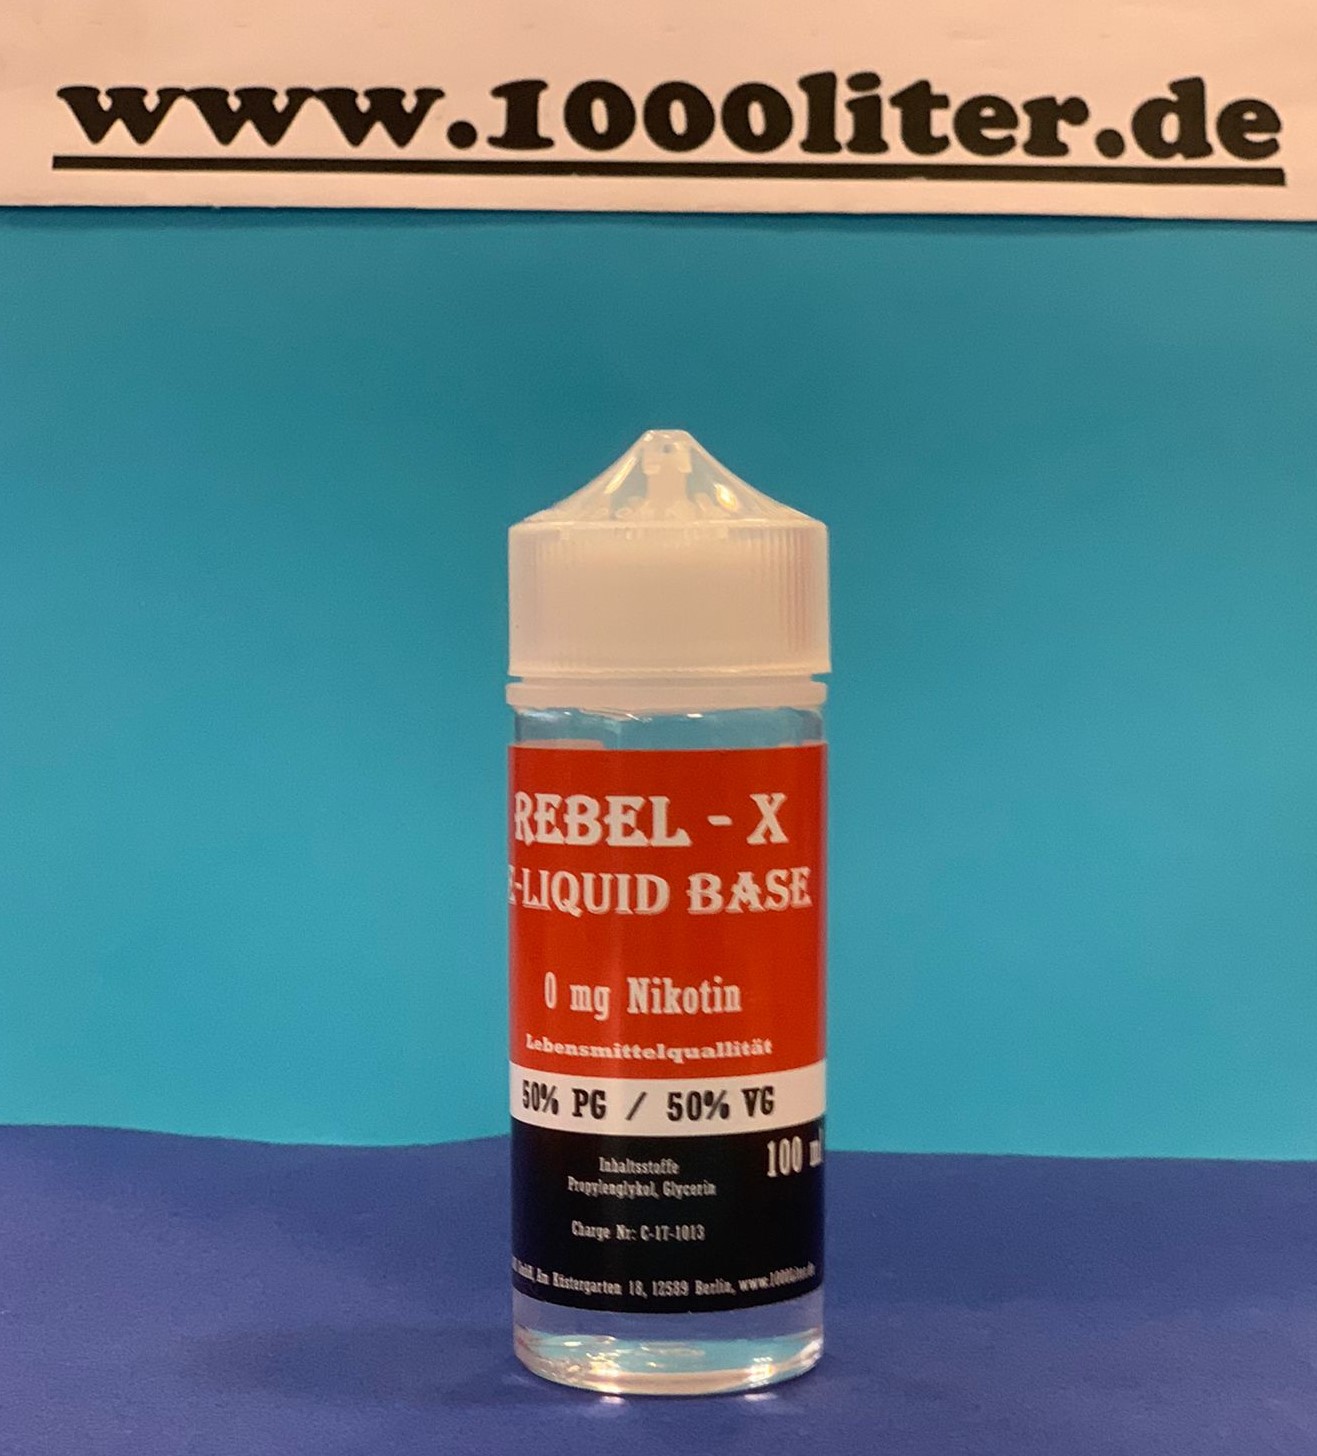 www.1000liter.de
REBEL - X
E-LIQUID BASE
0 mg Nikotin
Lebensmittelquallität
50% PG / 50% VG
100 ml
Inhaltsstoffe
Propylenglykol, Glycerin
Charge Nr: C-17-1013
Am Küstergarten 18, 12589 Berlin, www.1000liter.de